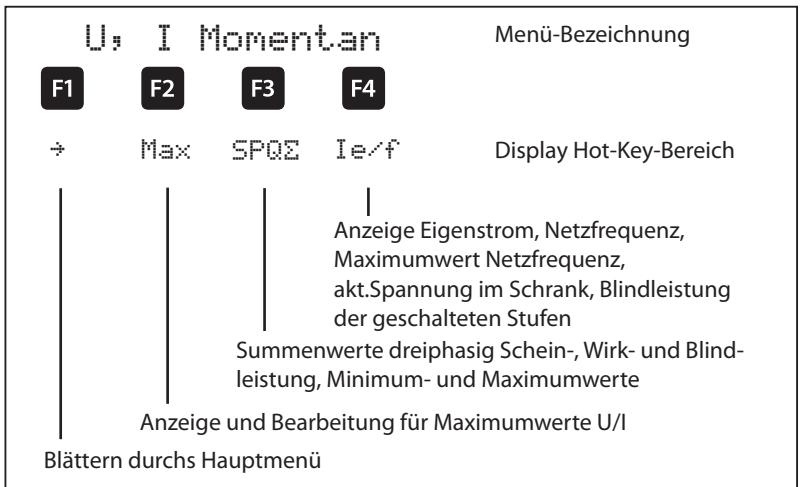 U, I Momentan Menü-Bezeichnung
F1 F2 F3 F4
→ Max SPQΣ Ie/f Display Hot-Key-Bereich
Anzeige Eigenstrom, Netzfrequenz,
Maximumwert Netzfrequenz,
akt.Spannung im Schrank, Blindleistung
der geschalteten Stufen
Summenwerte dreiphasig Schein-, Wirk- und Blind-
leistung, Minimum- und Maximumwerte
Anzeige und Bearbeitung für Maximumwerte U/I
Blättern durchs Hauptmenü